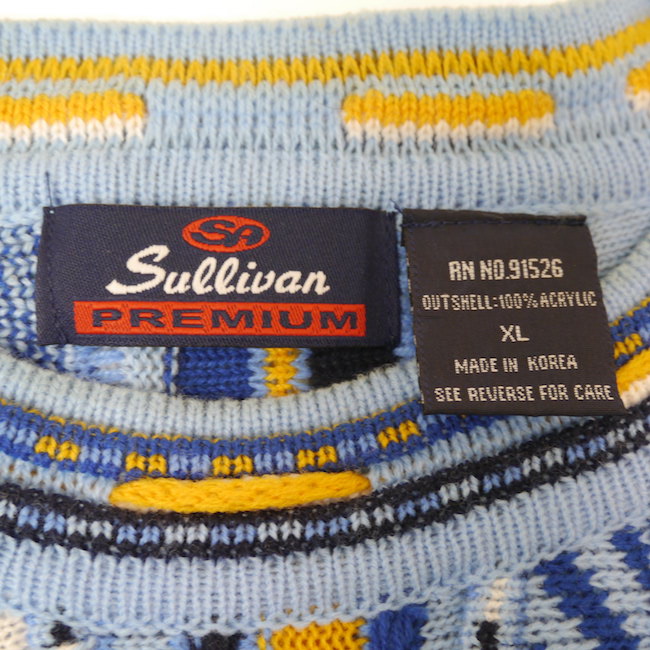 SA
Sullivan
PREMIUM
RN NO.91526
OUTSHELL:100% ACRYLIC
XL
MADE IN KOREA
SEE REVERSE FOR CARE